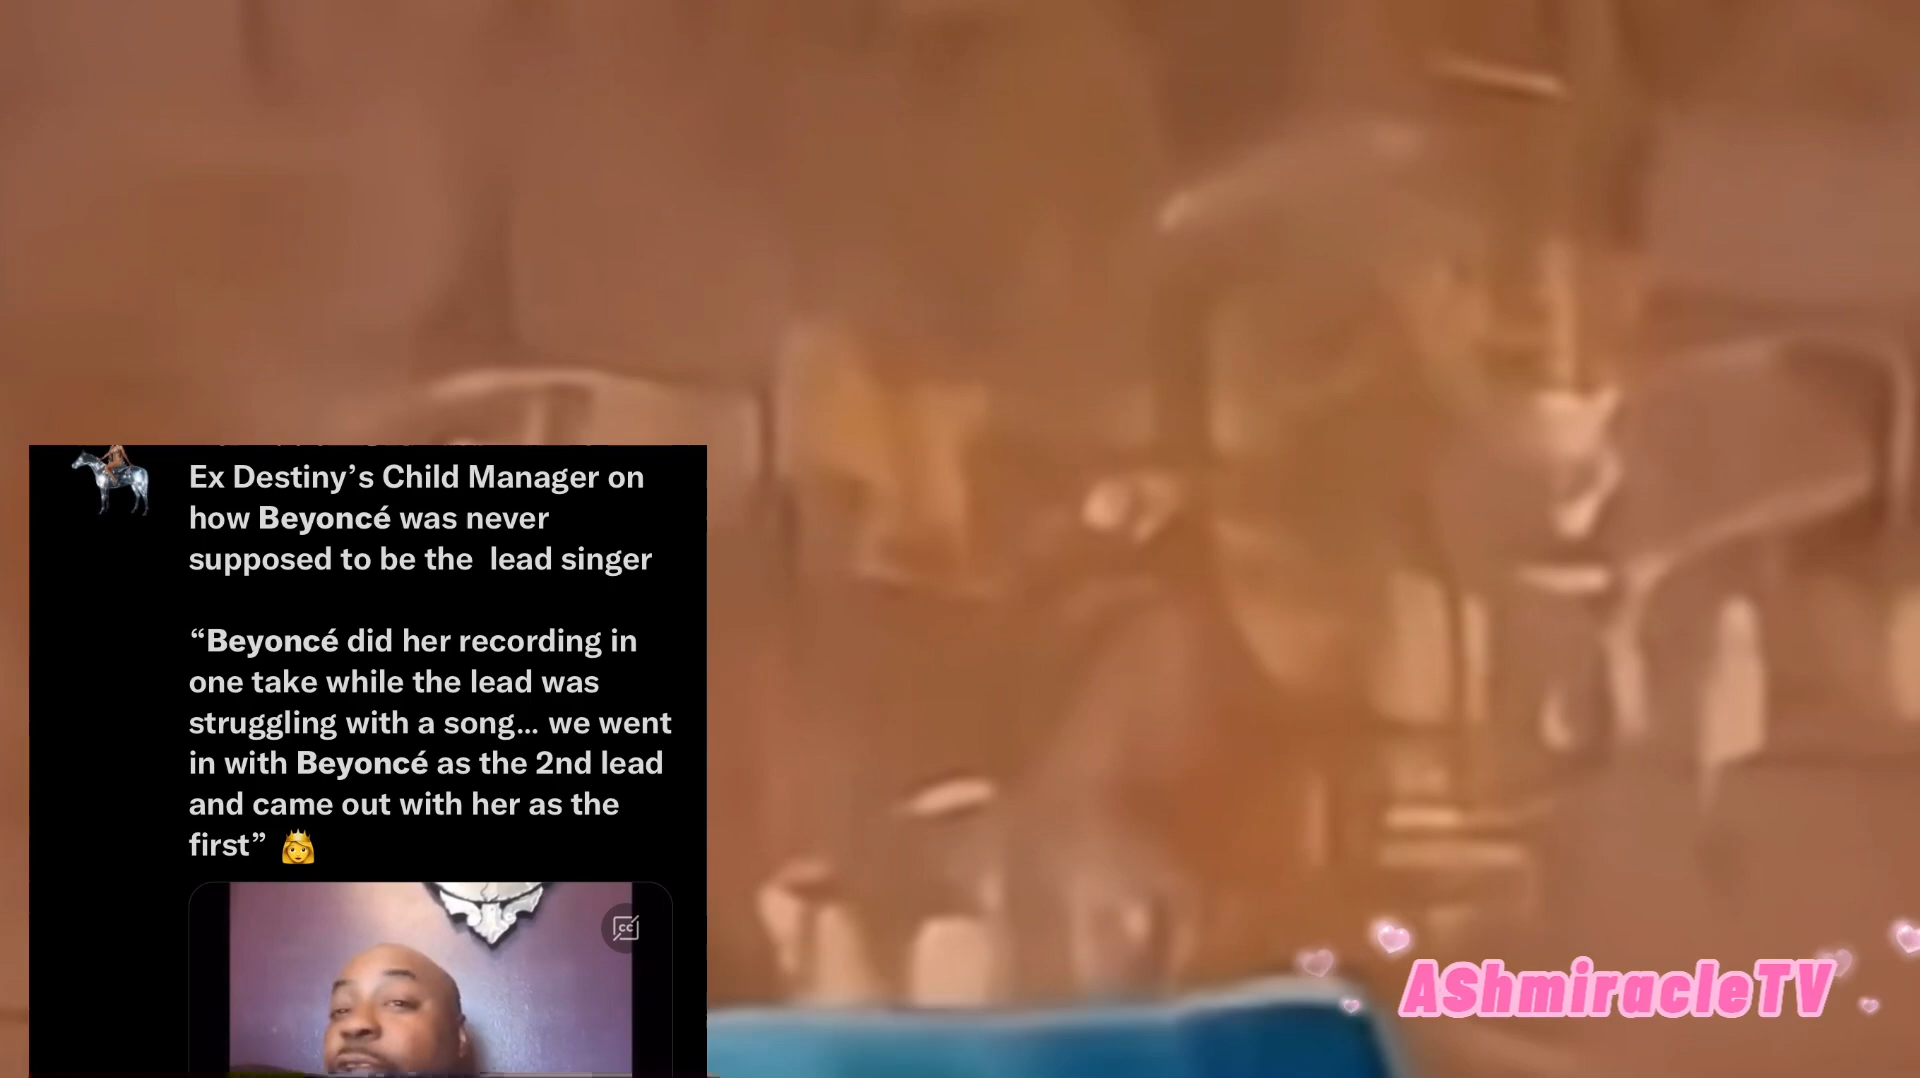 Ex Destiny’s Child Manager on
how Beyoncé was never
supposed to be the  lead singer
“Beyoncé did her recording in
one take while the lead was
struggling with a song... we went
in with Beyoncé as the 2nd lead
and came out with her as the
first” 👸
CC
AShmiracleTV